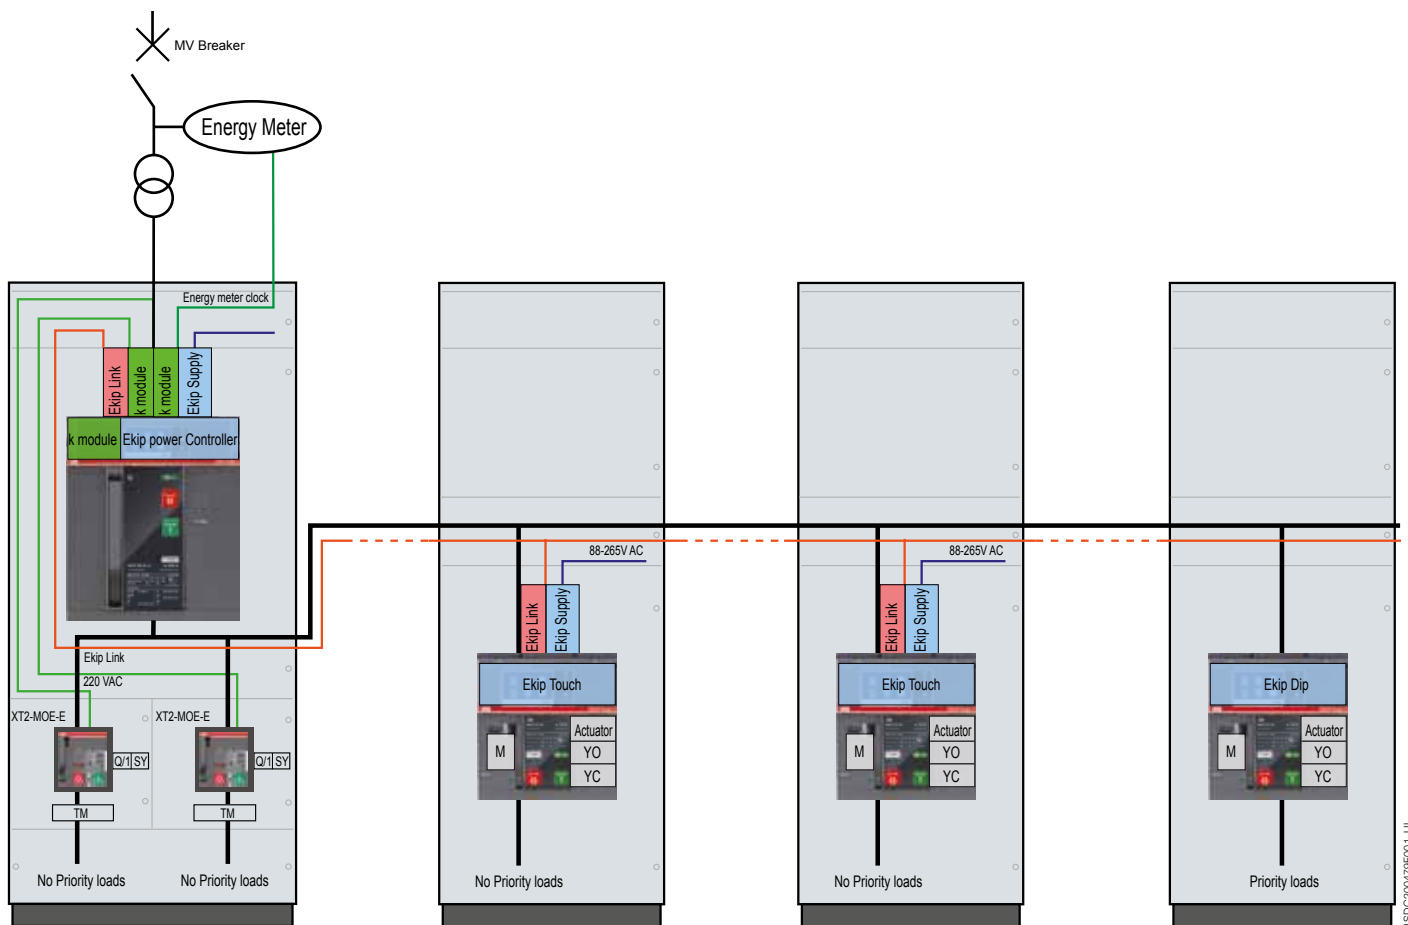 MV Breaker
Energy Meter
Energy meter clock
Ekip Link
k module
k module
Ekip Supply
k module
Ekip power Controller
88-265V AC
88-265V AC
Ekip Link
Ekip Supply
Ekip Link
Ekip Supply
Ekip Link
220 VAC
Ekip Touch
Ekip Touch
Ekip Dip
XT2-MOE-E
XT2-MOE-E
Q/1 SY
Q/1 SY
M
Actuator
YO
YC
M
Actuator
YO
YC
M
Actuator
YO
YC
TM
TM
No Priority loads
No Priority loads
No Priority loads
No Priority loads
Priority loads